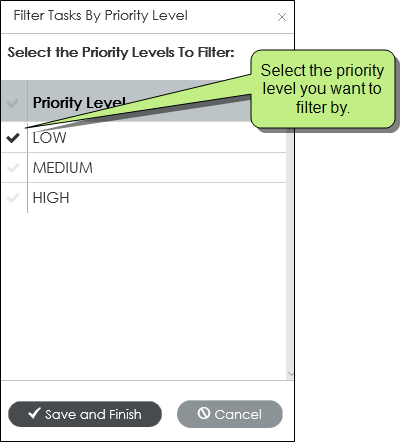 Filter Tasks By Priority Level
Select the Priority Levels To Filter:
Select the priority
level you want to
filter by.
Priority Level
LOW
MEDIUM
HIGH
Save and Finish
Cancel